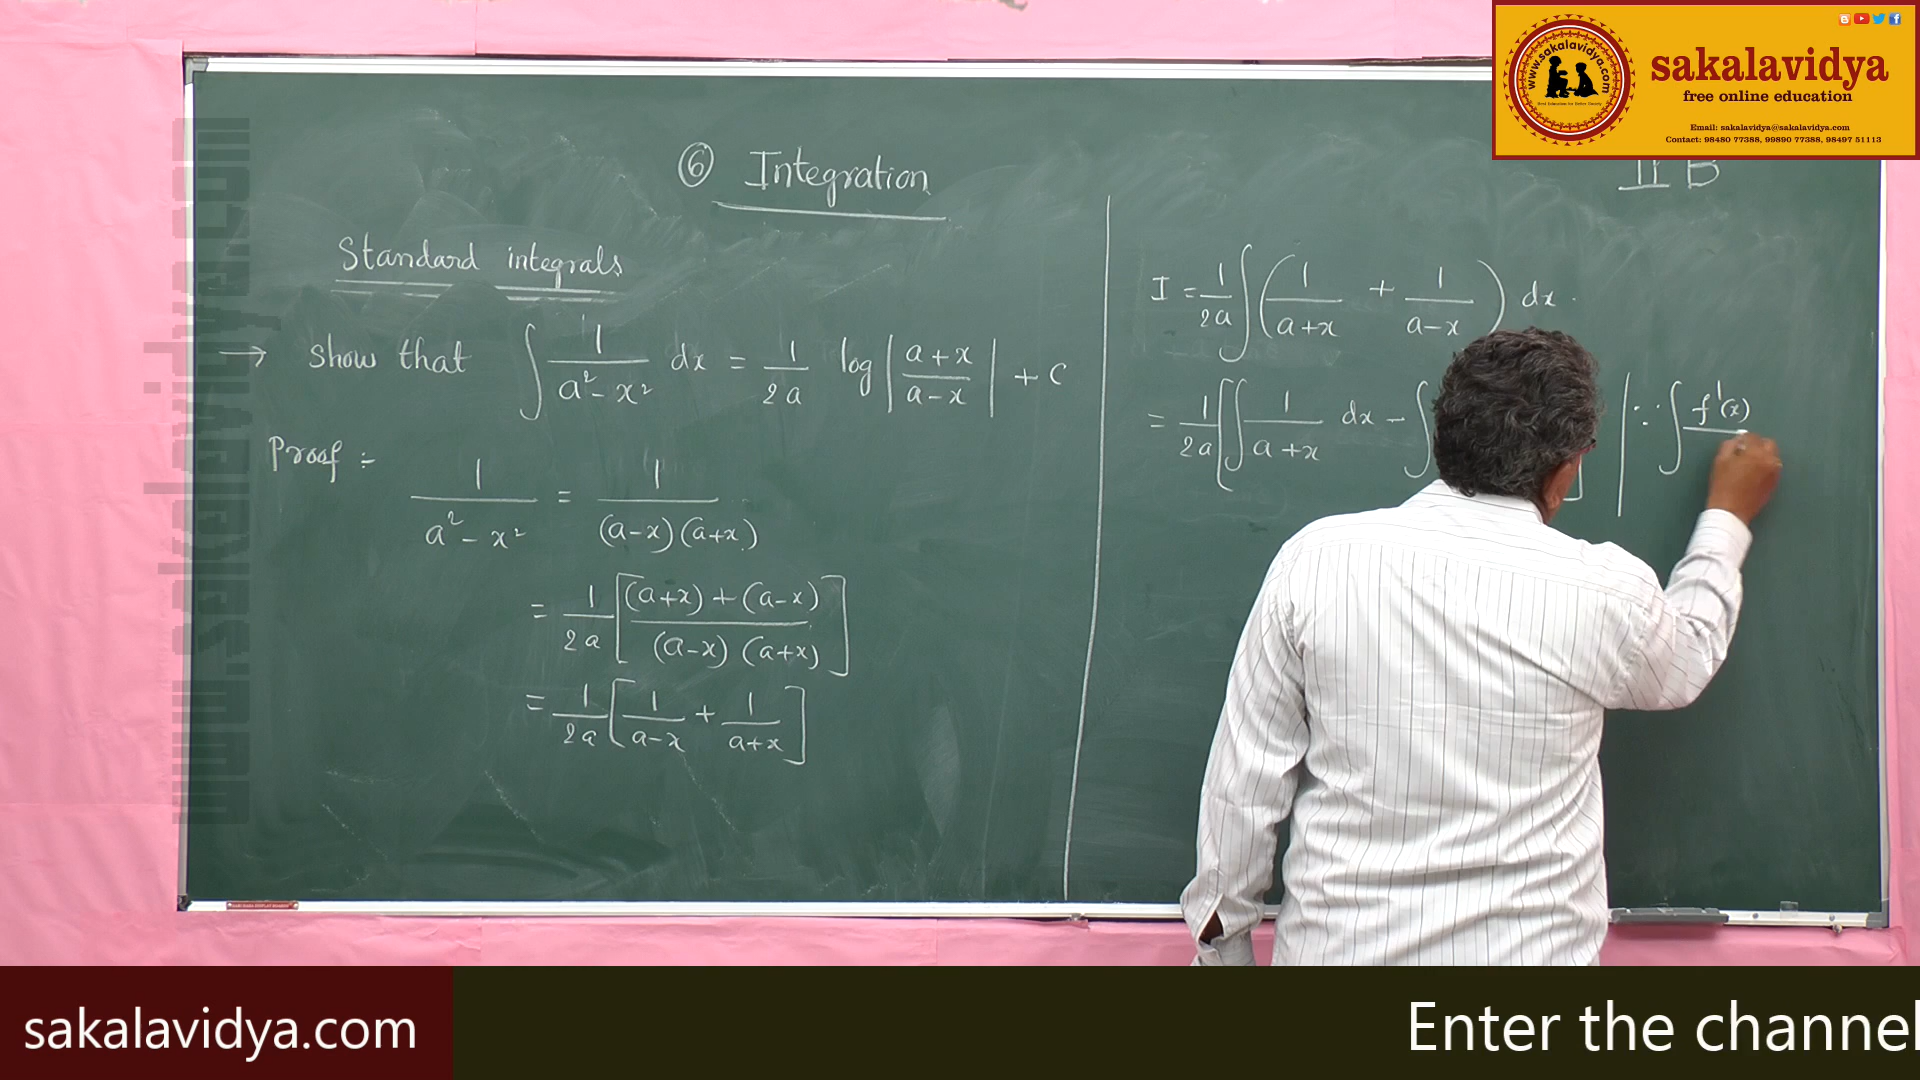 www.sakalavidya.com
sakalavidya
free online education
Email: sakalavidya@sakalavidya.com
Contact: 98480 77388, 99890 77388, 98497 51113
II B
⑥ Integration
Standard integrals
→ Show that ∫ 1/(a² - x²) dx = 1/2a log |(a+x)/(a-x)| + C
Proof :-
1/(a² - x²) = 1/((a-x)(a+x))
= 1/2a [((a+x)+(a-x))/((a-x)(a+x))]
= 1/2a [1/(a-x) + 1/(a+x)]
I = 1/2a ∫ (1/(a+x) + 1/(a-x)) dx
= 1/2a [∫ 1/(a+x) dx - ∫ ] | ∵ ∫ f'(x)
www.sakalavidya.com
sakalavidya.com
Enter the channel